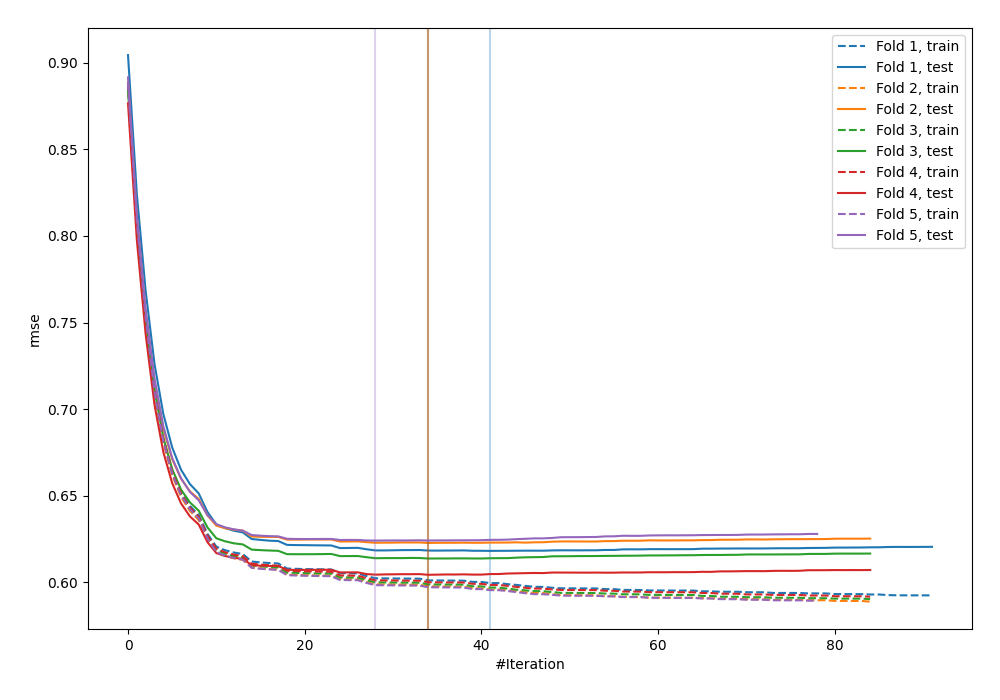 0.90
0.85
0.80
0.75
0.70
0.65
0.60
rmse
0
20
40
60
80
#Iteration
Fold 1, train
Fold 1, test
Fold 2, train
Fold 2, test
Fold 3, train
Fold 3, test
Fold 4, train
Fold 4, test
Fold 5, train
Fold 5, test